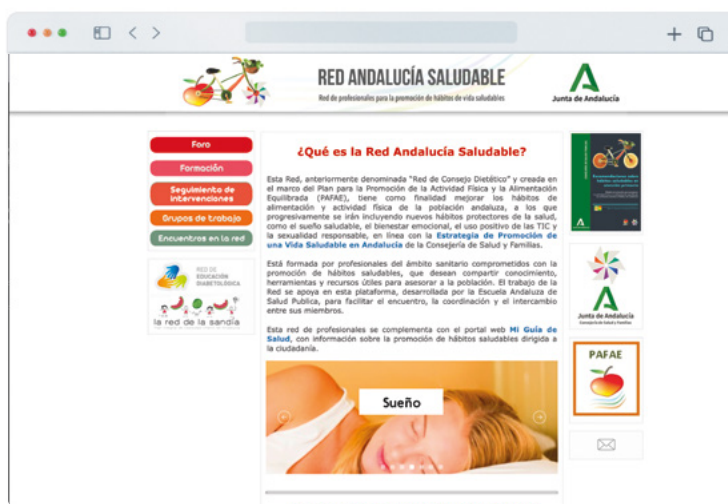 RED ANDALUCÍA SALUDABLE
Red de profesionales para la promoción de hábitos de vida saludables
Junta de Andalucía
Foro
Formación
Seguimiento de
intervenciones
Grupos de trabajo
Encuentros en la red
RED DE
EDUCACIÓN
DIABETOLÓGICA
la red de la sandía
¿Qué es la Red Andalucía Saludable?
Esta Red, anteriormente denominada “Red de Consejo Dietético” y creada en
el marco del Plan para la Promoción de la Actividad Física y la Alimentación
Equilibrada (PAFAE), tiene como finalidad mejorar los hábitos de
alimentación y actividad física de la población andaluza, a los que
progresivamente se irán incluyendo nuevos hábitos protectores de la salud,
como el sueño saludable, el bienestar emocional, el uso positivo de las TIC y
la sexualidad responsable, en línea con la Estrategia de Promoción de
una Vida Saludable en Andalucía de la Consejería de Salud y Familias.
Está formada por profesionales del ámbito sanitario comprometidos con la
promoción de hábitos saludables, que desean compartir conocimiento,
herramientas y recursos útiles para asesorar a la población. El trabajo de la
Red se apoya en esta plataforma, desarrollada por la Escuela Andaluza de
Salud Publica, para facilitar el encuentro, la coordinación y el intercambio
entre sus miembros.
Esta red de profesionales se complementa con el portal web Mi Guía de
Salud, con información sobre la promoción de hábitos saludables dirigida a
la ciudadanía.
Sueño
Recomendaciones sobre
hábitos saludables en
atención primaria
Junta de Andalucía
Consejería de Salud y Familias
PAFAE